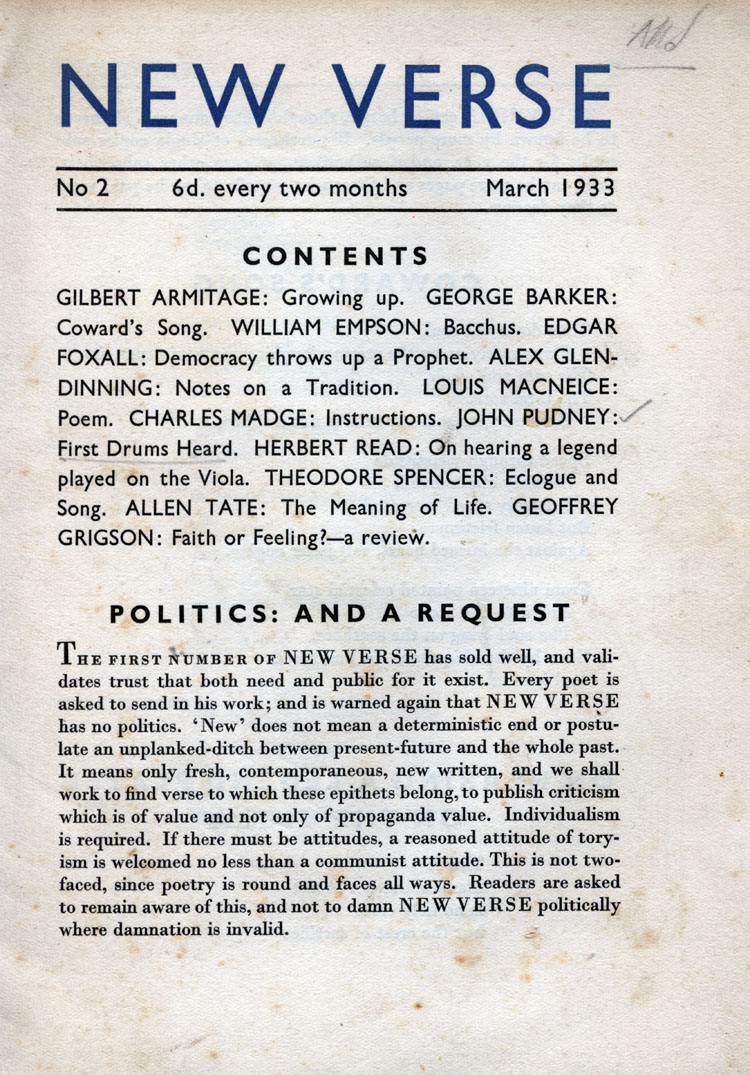 NEW VERSE
No 2 6d. every two months March 1933
CONTENTS
GILBERT ARMITAGE: Growing up. GEORGE BARKER:
Coward's Song. WILLIAM EMPSON: Bacchus. EDGAR
FOXALL: Democracy throws up a Prophet. ALEX GLEN-
DINNING: Notes on a Tradition. LOUIS MACNEICE:
Poem. CHARLES MADGE: Instructions. JOHN PUDNEY:
First Drums Heard. HERBERT READ: On hearing a legend
played on the Viola. THEODORE SPENCER: Eclogue and
Song. ALLEN TATE: The Meaning of Life. GEOFFREY
GRIGSON: Faith or Feeling?—a review.
POLITICS: AND A REQUEST
THE FIRST NUMBER OF NEW VERSE has sold well, and vali-
dates trust that both need and public for it exist. Every poet is
asked to send in his work; and is warned again that NEW VERSE
has no politics. 'New' does not mean a deterministic end or postu-
late an unplanked-ditch between present-future and the whole past.
It means only fresh, contemporaneous, new written, and we shall
work to find verse to which these epithets belong, to publish criticism
which is of value and not only of propaganda value. Individualism
is required. If there must be attitudes, a reasoned attitude of tory-
ism is welcomed no less than a communist attitude. This is not two-
faced, since poetry is round and faces all ways. Readers are asked
to remain aware of this, and not to damn NEW VERSE politically
where damnation is invalid.